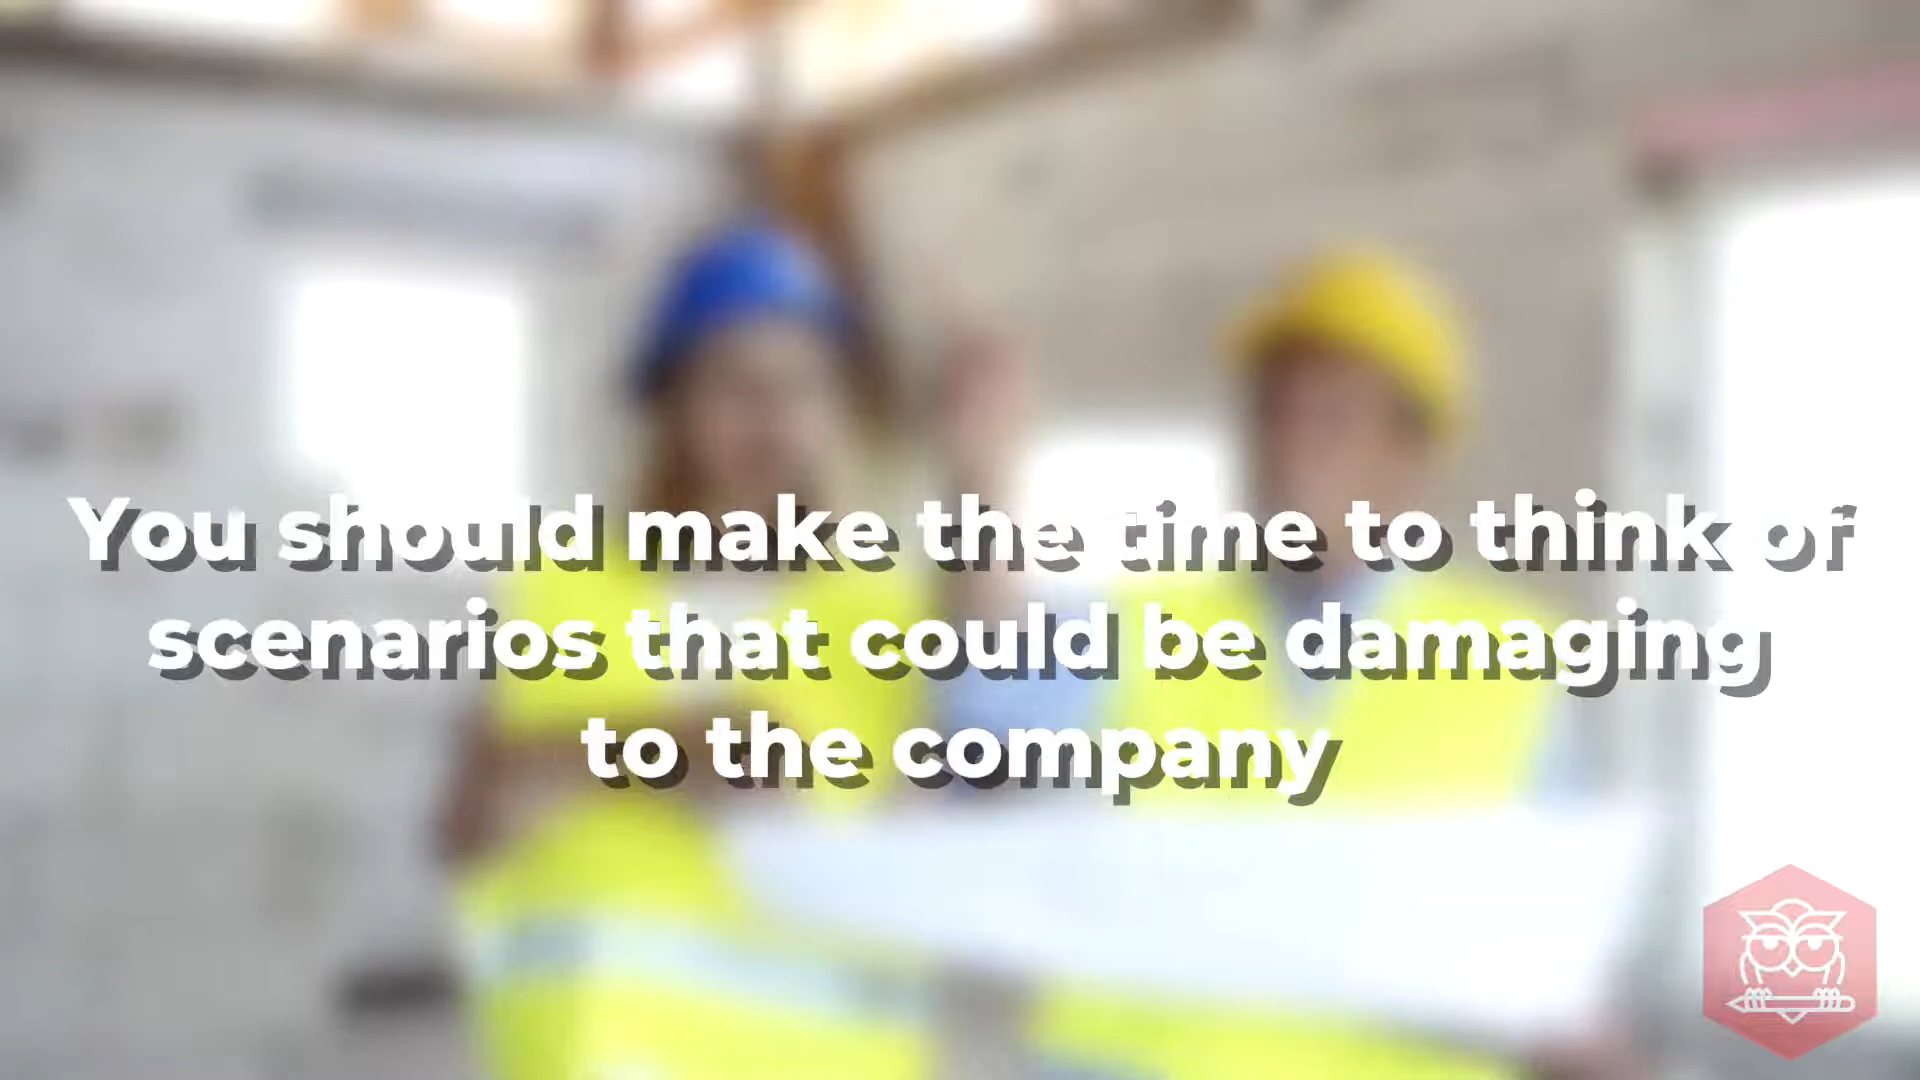 You should make the time to think of
scenarios that could be damaging
to the company